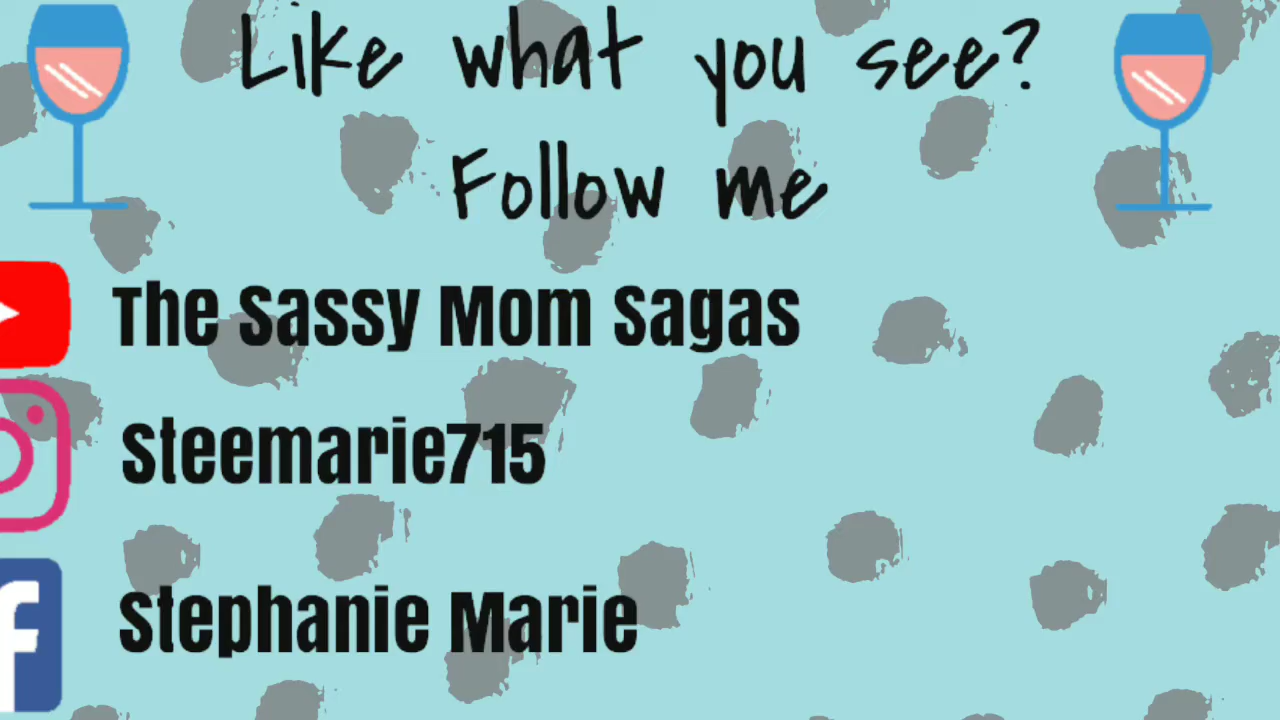 Like what you see?
Follow me
The Sassy Mom Sagas
Steemarie715
Stephanie Marie